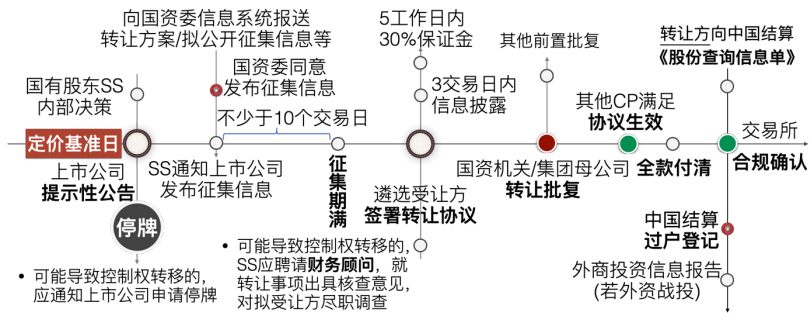 向国资委信息系统报送
转让方案/拟公开征集信息等
国有股东SS
内部决策
国资委同意
发布征集信息
不少于10个交易日
定价基准日
上市公司
提示性公告
停牌
• 可能导致控制权转移的，
应通知上市公司申请停牌
SS通知上市公司
发布征集信息
征集期满
• 可能导致控制权转移的，
SS应聘请财务顾问，就
转让事项出具核查意见，
对拟受让方尽职调查
5工作日内
30%保证金
3交易日内
信息披露
遴选受让方
签署转让协议
其他前置批复
国资机关/集团母公司
转让批复
其他CP满足
协议生效
全款付清
转让方向中国结算
《股份查询信息单》
交易所
合规确认
中国结算
过户登记
外商投资信息报告
(若外资战投)